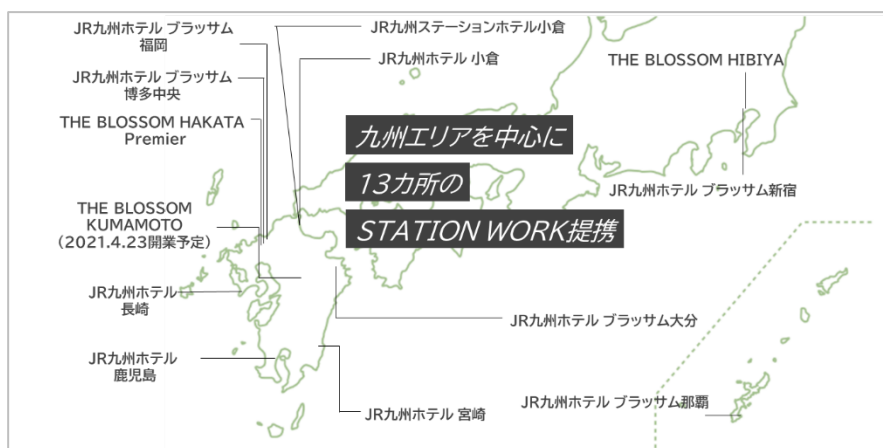 JR九州ホテル ブラッサム
福岡
JR九州ステーションホテル小倉
JR九州ホテル 小倉
THE BLOSSOM HIBIYA
JR九州ホテル ブラッサム
博多中央
THE BLOSSOM HAKATA
Premier
九州エリアを中心に
13カ所の
STATION WORK提携
JR九州ホテル ブラッサム新宿
THE BLOSSOM
KUMAMOTO
(2021.4.23開業予定)
JR九州ホテル
長崎
JR九州ホテル ブラッサム大分
JR九州ホテル
鹿児島
JR九州ホテル 宮崎
JR九州ホテル ブラッサム那覇